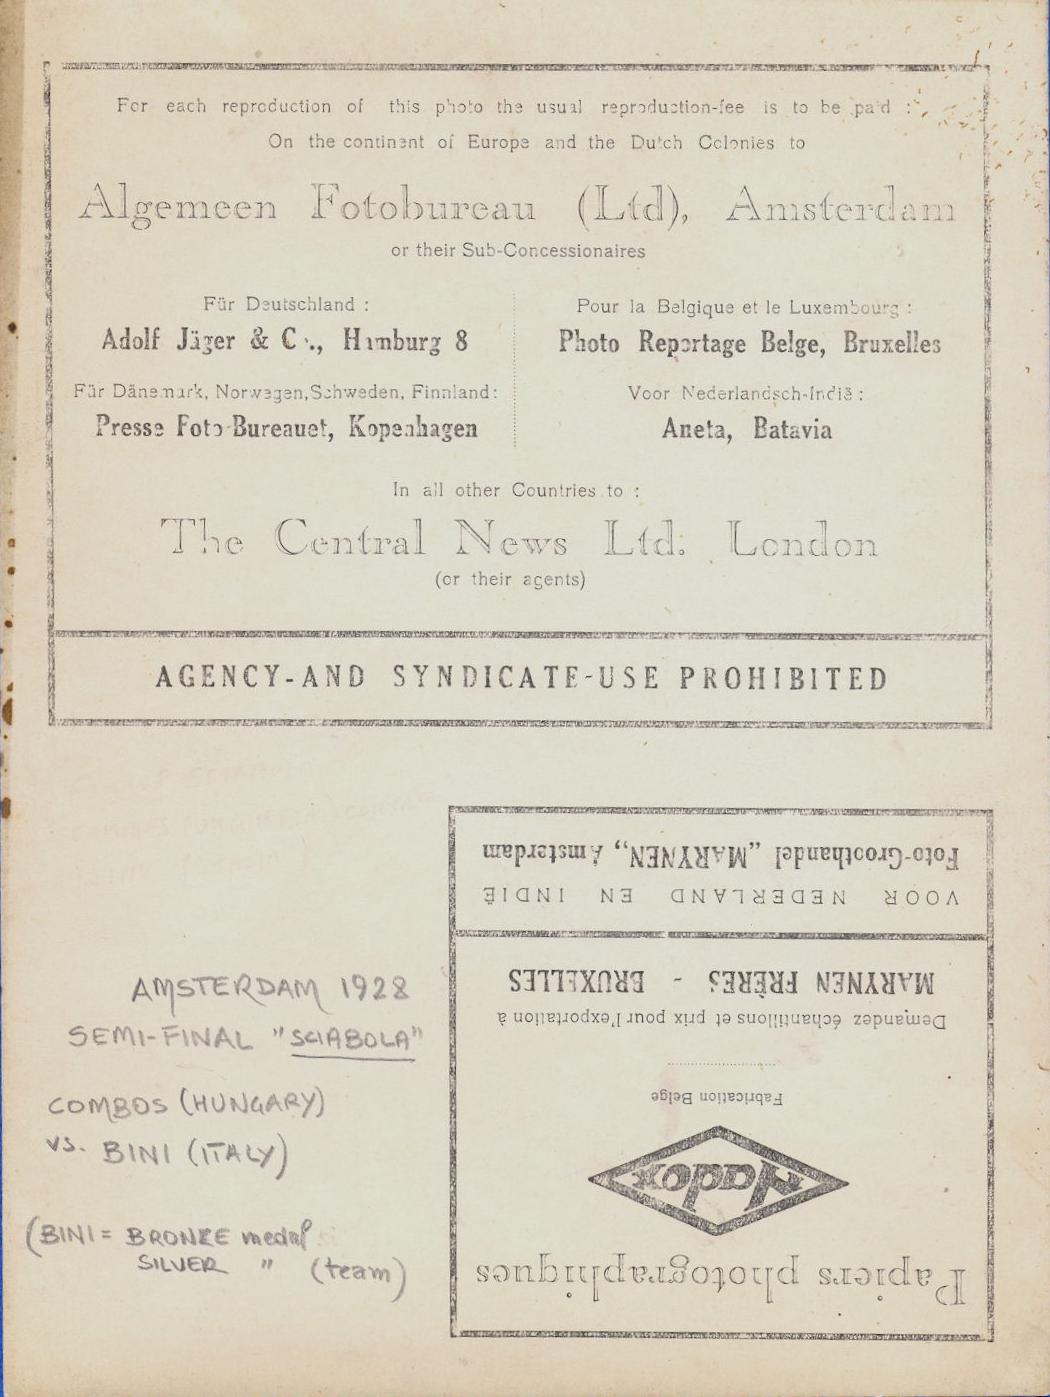 For each reproduction of this photo the usual reproduction-fee is to be paid :
On the continent of Europe and the Dutch Colonies to
Algemeen Fotobureau (Ltd), Amsterdam
or their Sub-Concessionaires
Für Deutschland :
Adolf Jäger & Co., Hamburg 8
Für Dänemark, Norwegen, Schweden, Finnland:
Presse Foto-Bureauet, Kopenhagen
Pour la Belgique et le Luxembourg :
Photo Reportage Belge, Bruxelles
Voor Nederlandsch-Indië :
Aneta, Batavia
In all other Countries to :
The Central News Ltd. London
(or their agents)
AGENCY-AND SYNDICATE-USE PROHIBITED
AMSTERDAM 1928
SEMI-FINAL "SCIABOLA"
COMBOS (HUNGARY)
vs. BINI (ITALY)
(BINI = BRONZE medal
SILVER " (team)
Papiers photographiques
Nadox
Fabrication Belge
Demandez échantillons et prix pour l'exportation à
MARYNEN FRÈRES - BRUXELLES
VOOR NEDERLAND EN INDIË
Foto-Groothandel "MARYNEN,, Amsterdam